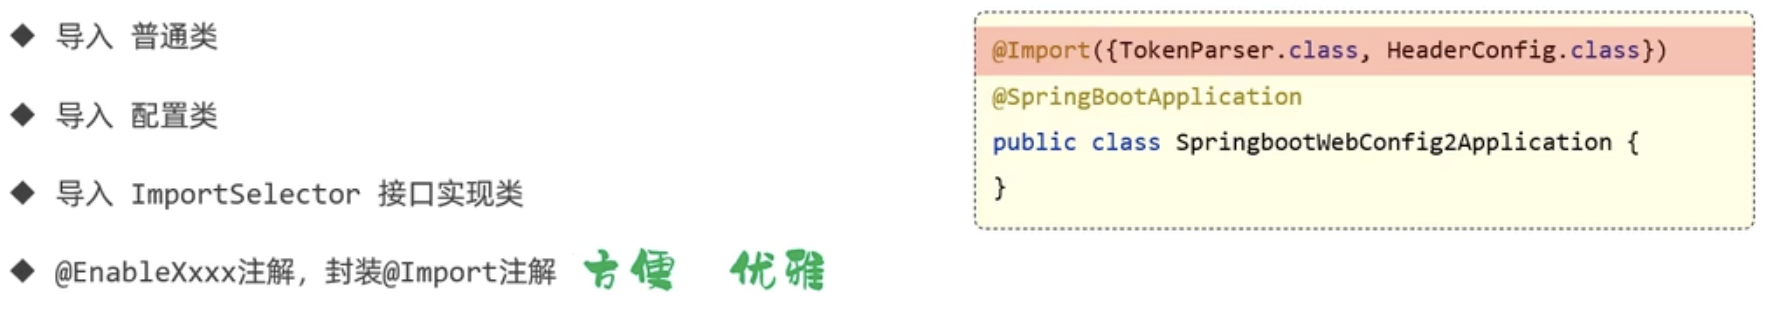 ◆ 导入 普通类
◆ 导入 配置类
◆ 导入 ImportSelector 接口实现类
◆ @EnableXxxx注解，封装@Import注解 方便 优雅
@Import({TokenParser.class, HeaderConfig.class})
@SpringBootApplication
public class SpringbootWebConfig2Application {
}